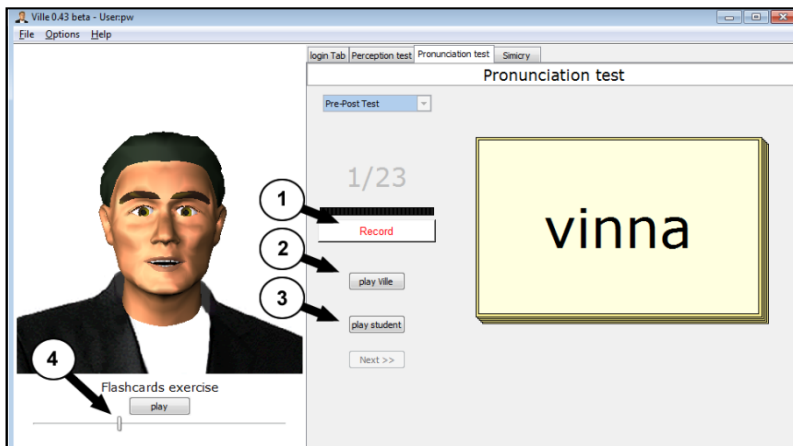 Ville 0.43 beta - User:pw
File Options Help
login Tab Perception test Pronunciation test Simicry
Pronunciation test
Pre-Post Test
1/23
1
Record
vinna
2
play Ville
3
play student
4
Next >>
Flashcards exercise
play